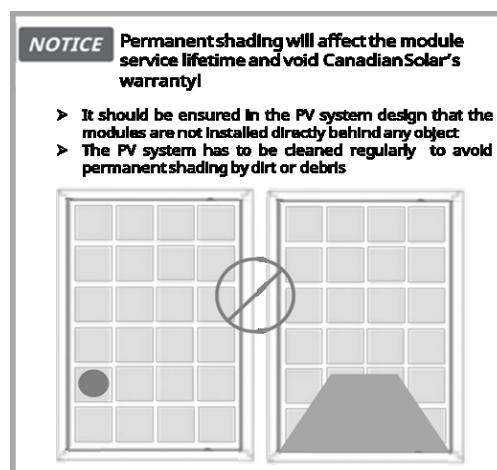 NOTICE
Permanent shading will affect the module
service lifetime and void Canadian Solar's
warranty!
➢ It should be ensured in the PV system design that the
modules are not installed directly behind any object
➢ The PV system has to be cleaned regularly to avoid
permanent shading by dirt or debris